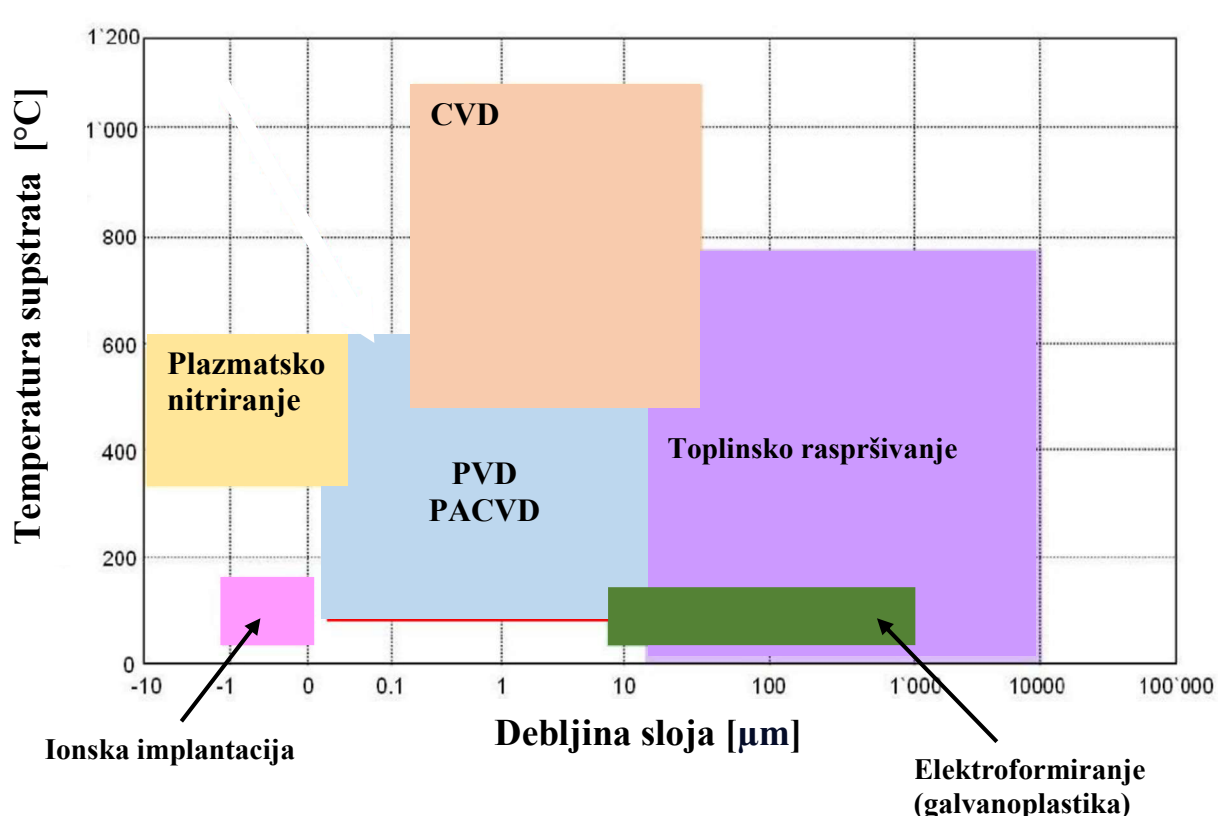 Temperatura supstrata [°C]
1`200
1`000
800
600
400
200
0
CVD
Plazmatsko
nitriranje
PVD
PACVD
Toplinsko raspršivanje
-10 -1 0 0.1 1 10 100 1`000 10000 100`000
Debljina sloja [µm]
Ionska implantacija
Elektroformiranje
(galvanoplastika)